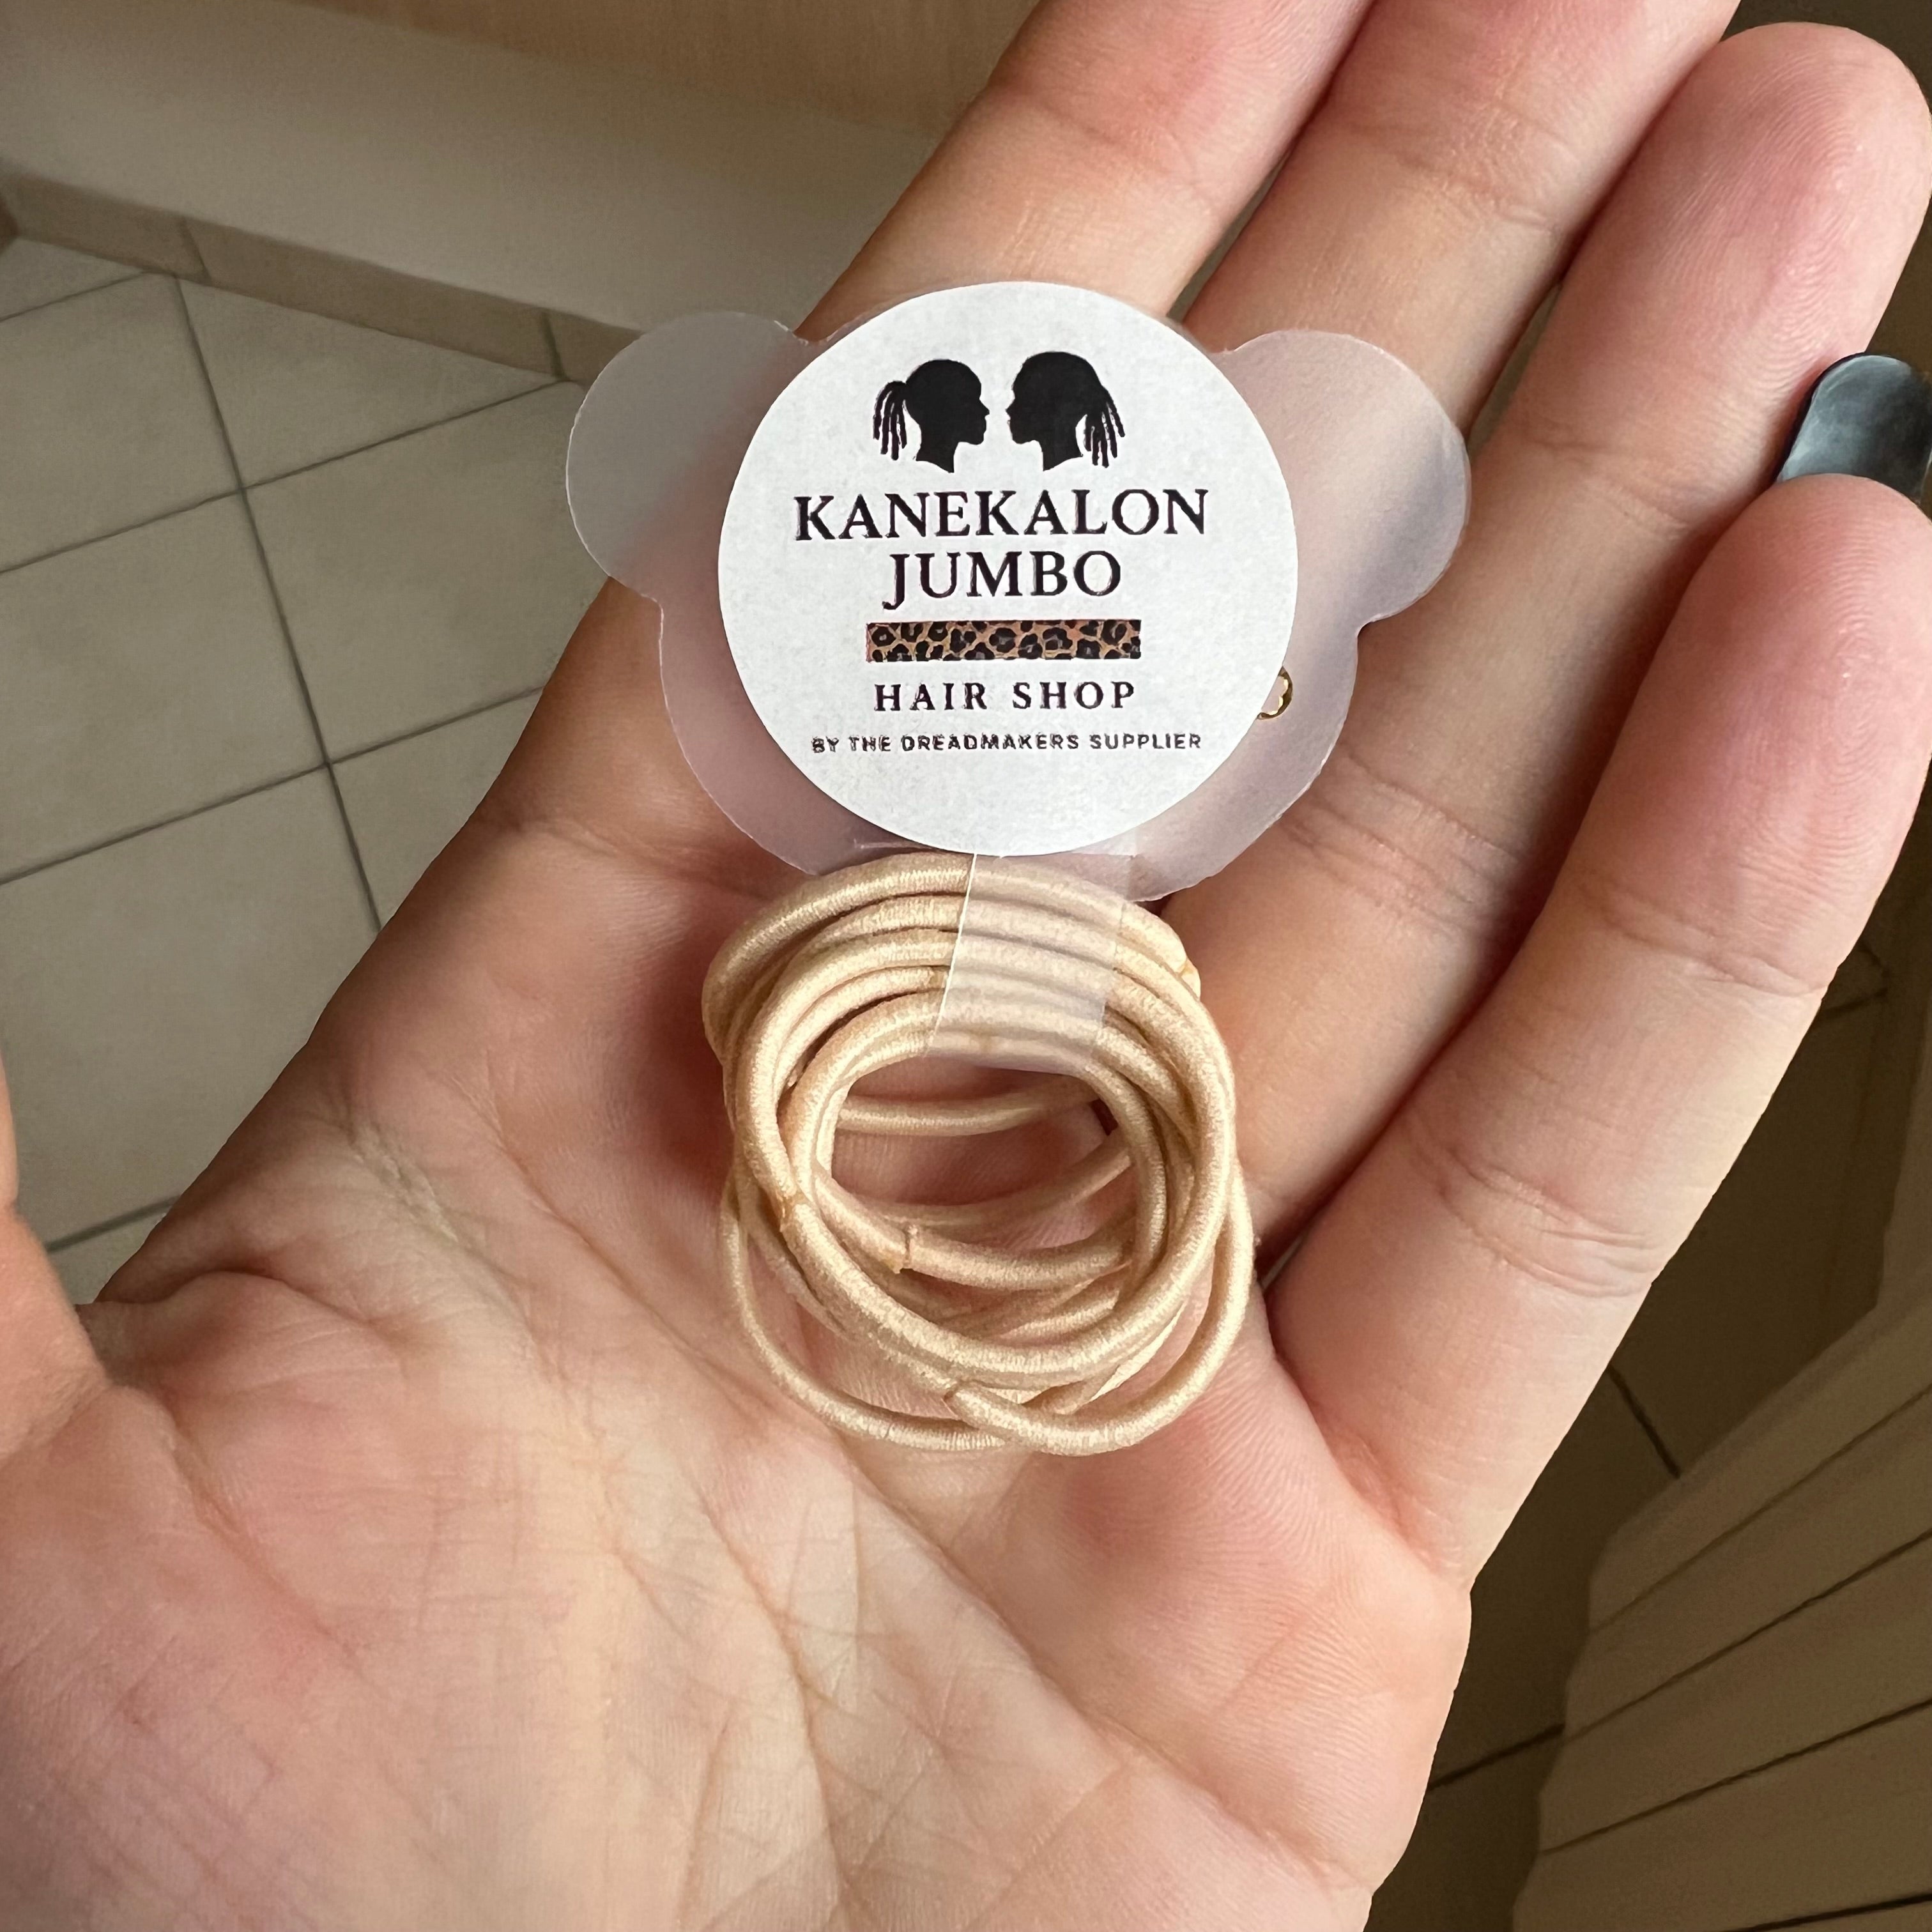 KANEKALON
JUMBO
HAIR SHOP
BY THE DREADMAKERS SUPPLIER